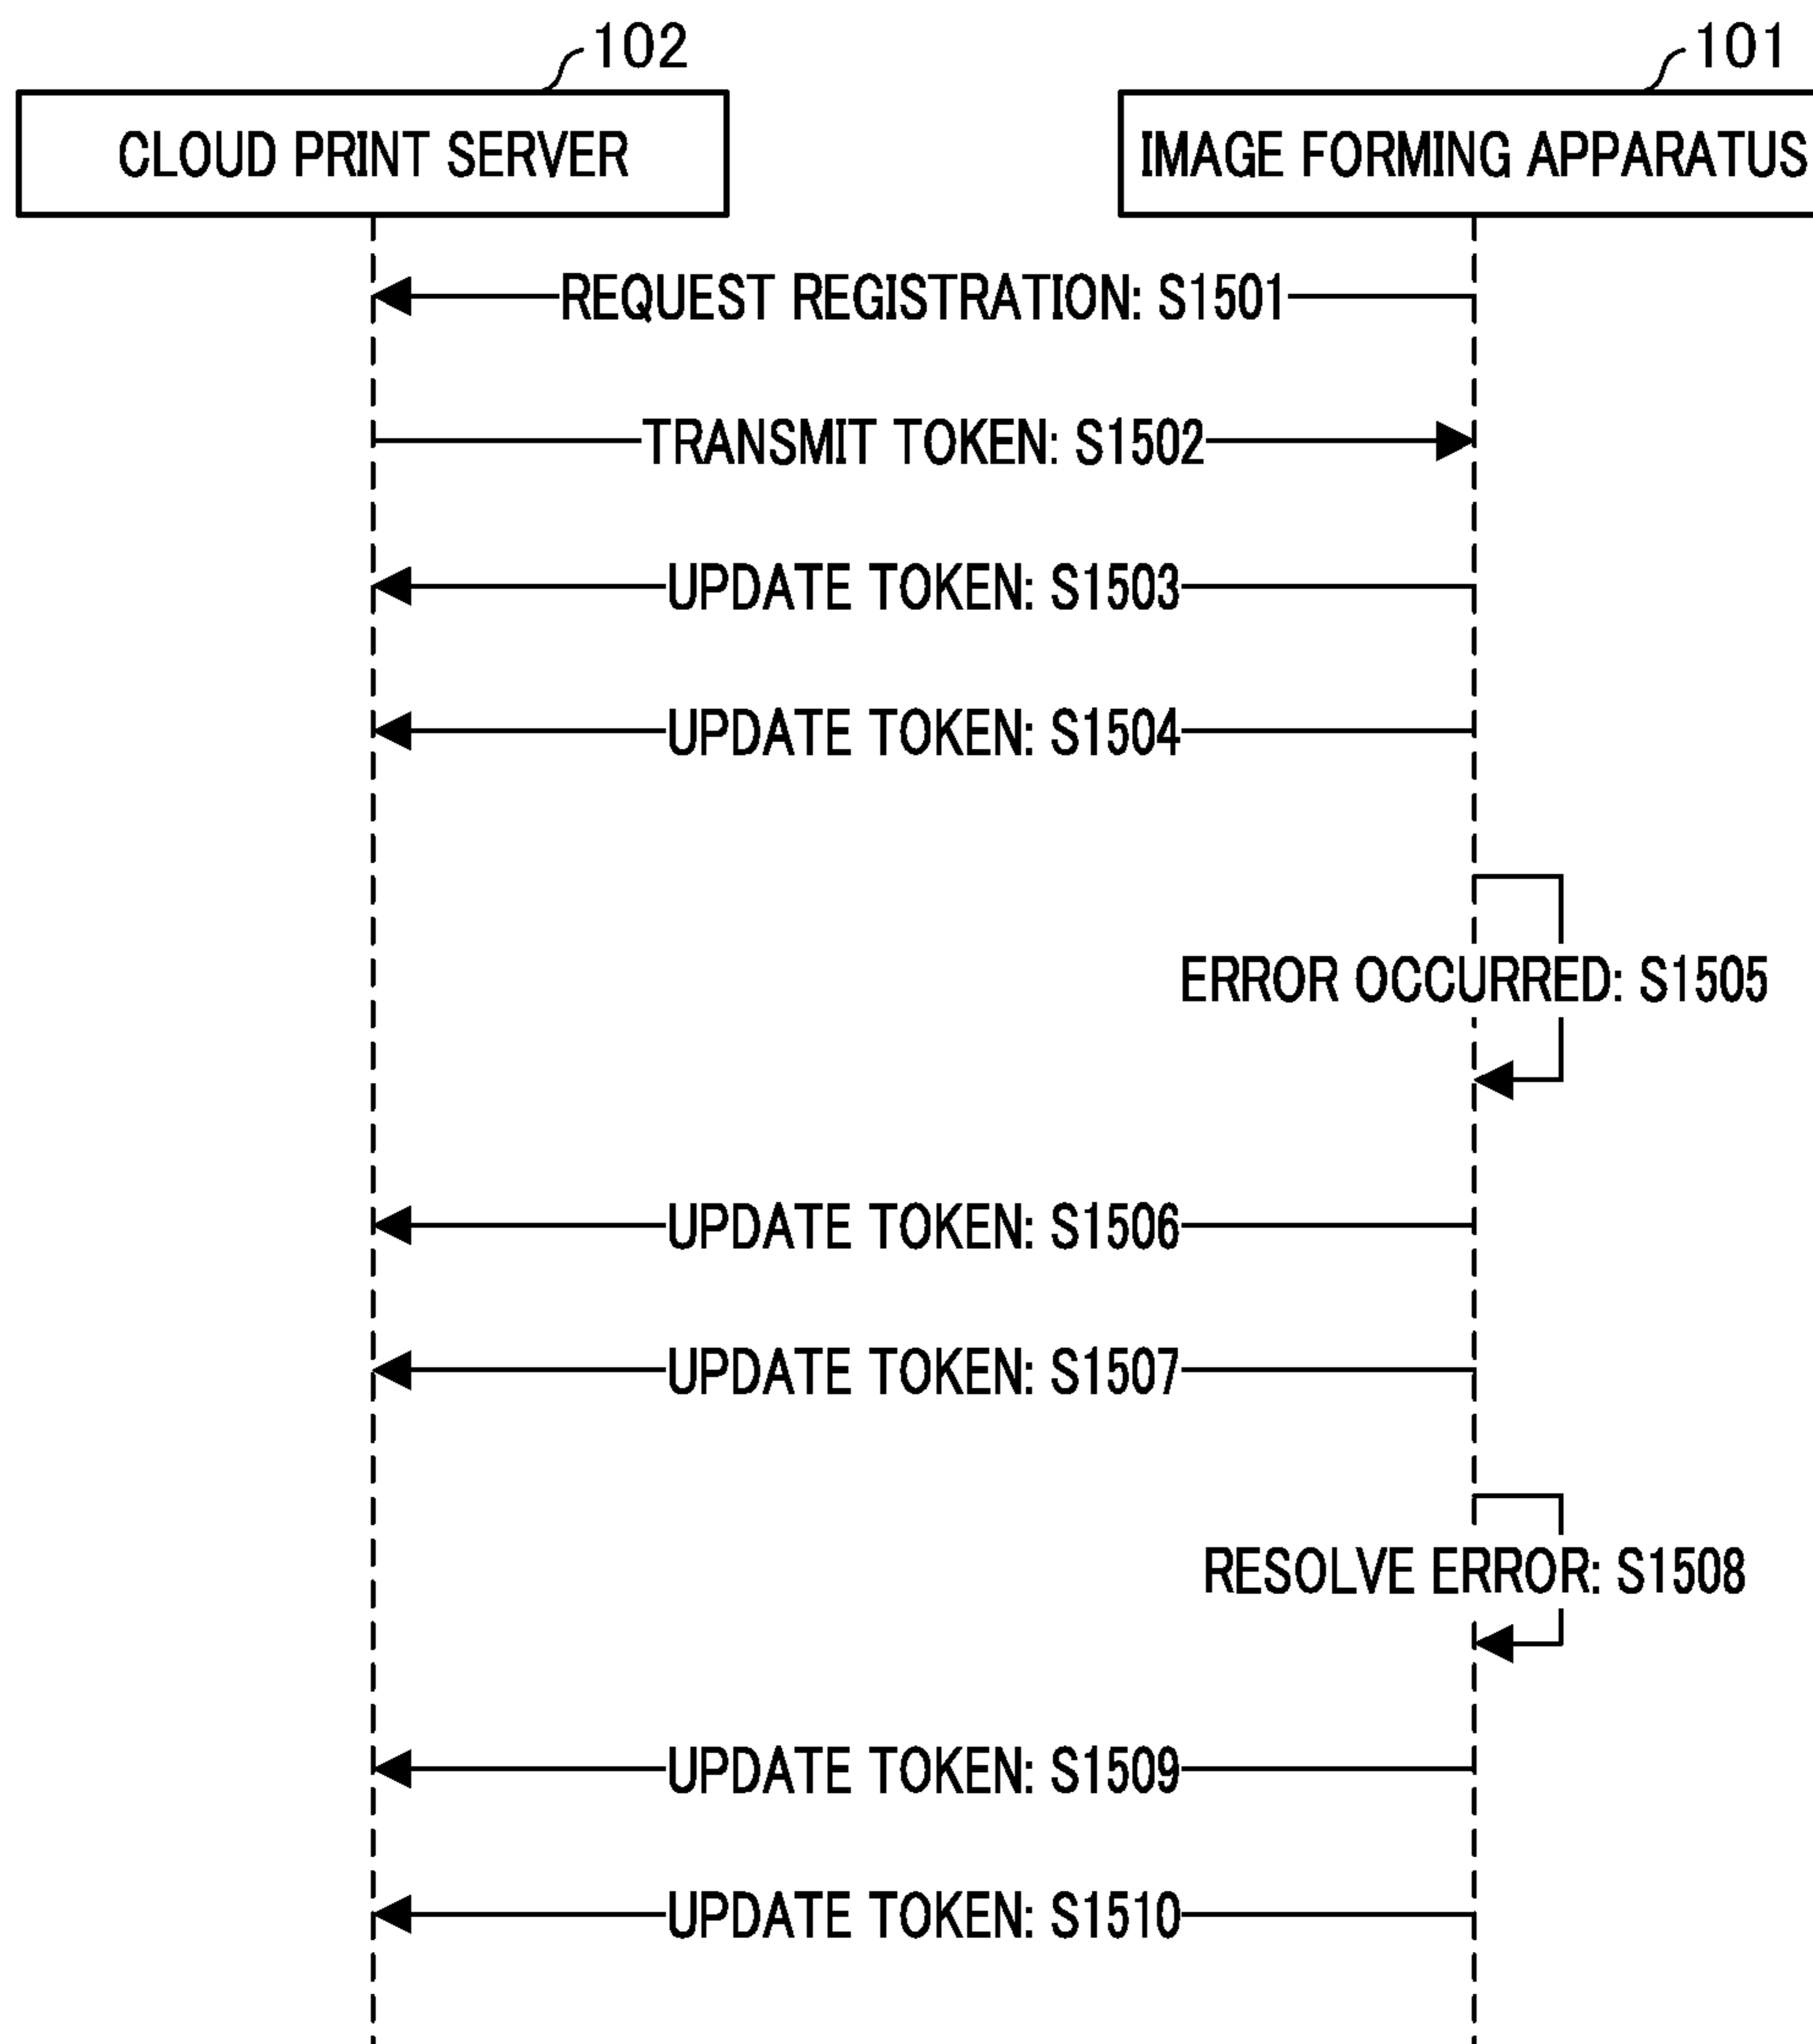 102
101
CLOUD PRINT SERVER
IMAGE FORMING APPARATUS
REQUEST REGISTRATION: S1501
TRANSMIT TOKEN: S1502
UPDATE TOKEN: S1503
UPDATE TOKEN: S1504
ERROR OCCURRED: S1505
UPDATE TOKEN: S1506
UPDATE TOKEN: S1507
RESOLVE ERROR: S1508
UPDATE TOKEN: S1509
UPDATE TOKEN: S1510